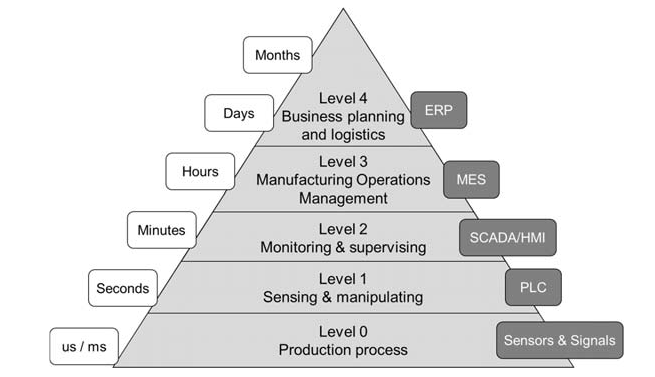 Months
Level 4
Business planning
and logistics
Days
ERP
Level 3
Manufacturing Operations
Management
Hours
MES
Level 2
Monitoring & supervising
Minutes
SCADA/HMI
Level 1
Sensing & manipulating
Seconds
PLC
Level 0
Production process
us / ms
Sensors & Signals